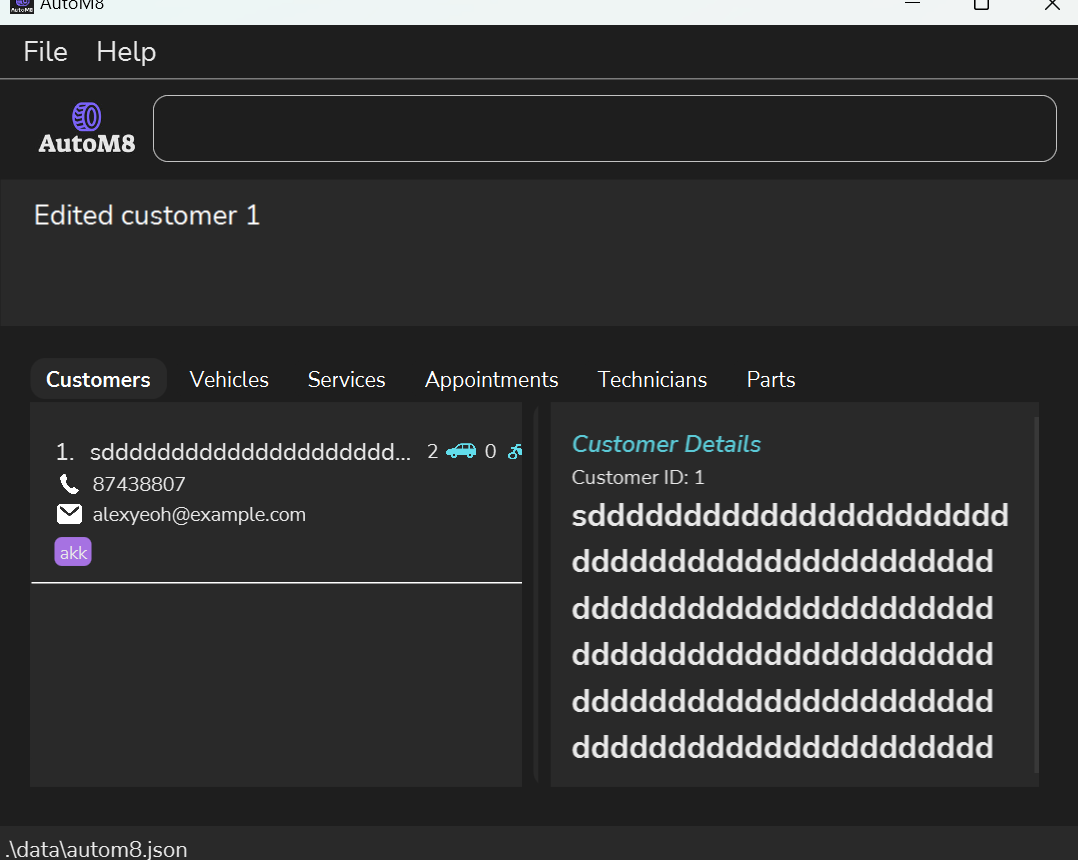 AutoM8
File Help
AutoM8
Edited customer 1
Customers Vehicles Services Appointments Technicians Parts
1. sddddddddddddddddddddd... 2 0
87438807
alexyeoh@example.com
akk
Customer Details
Customer ID: 1
sdddddddddddddddddddddd
dddddddddddddddddddddd
dddddddddddddddddddddd
dddddddddddddddddddddd
dddddddddddddddddddddd
dddddddddddddddddddddd
.\data\autom8.json